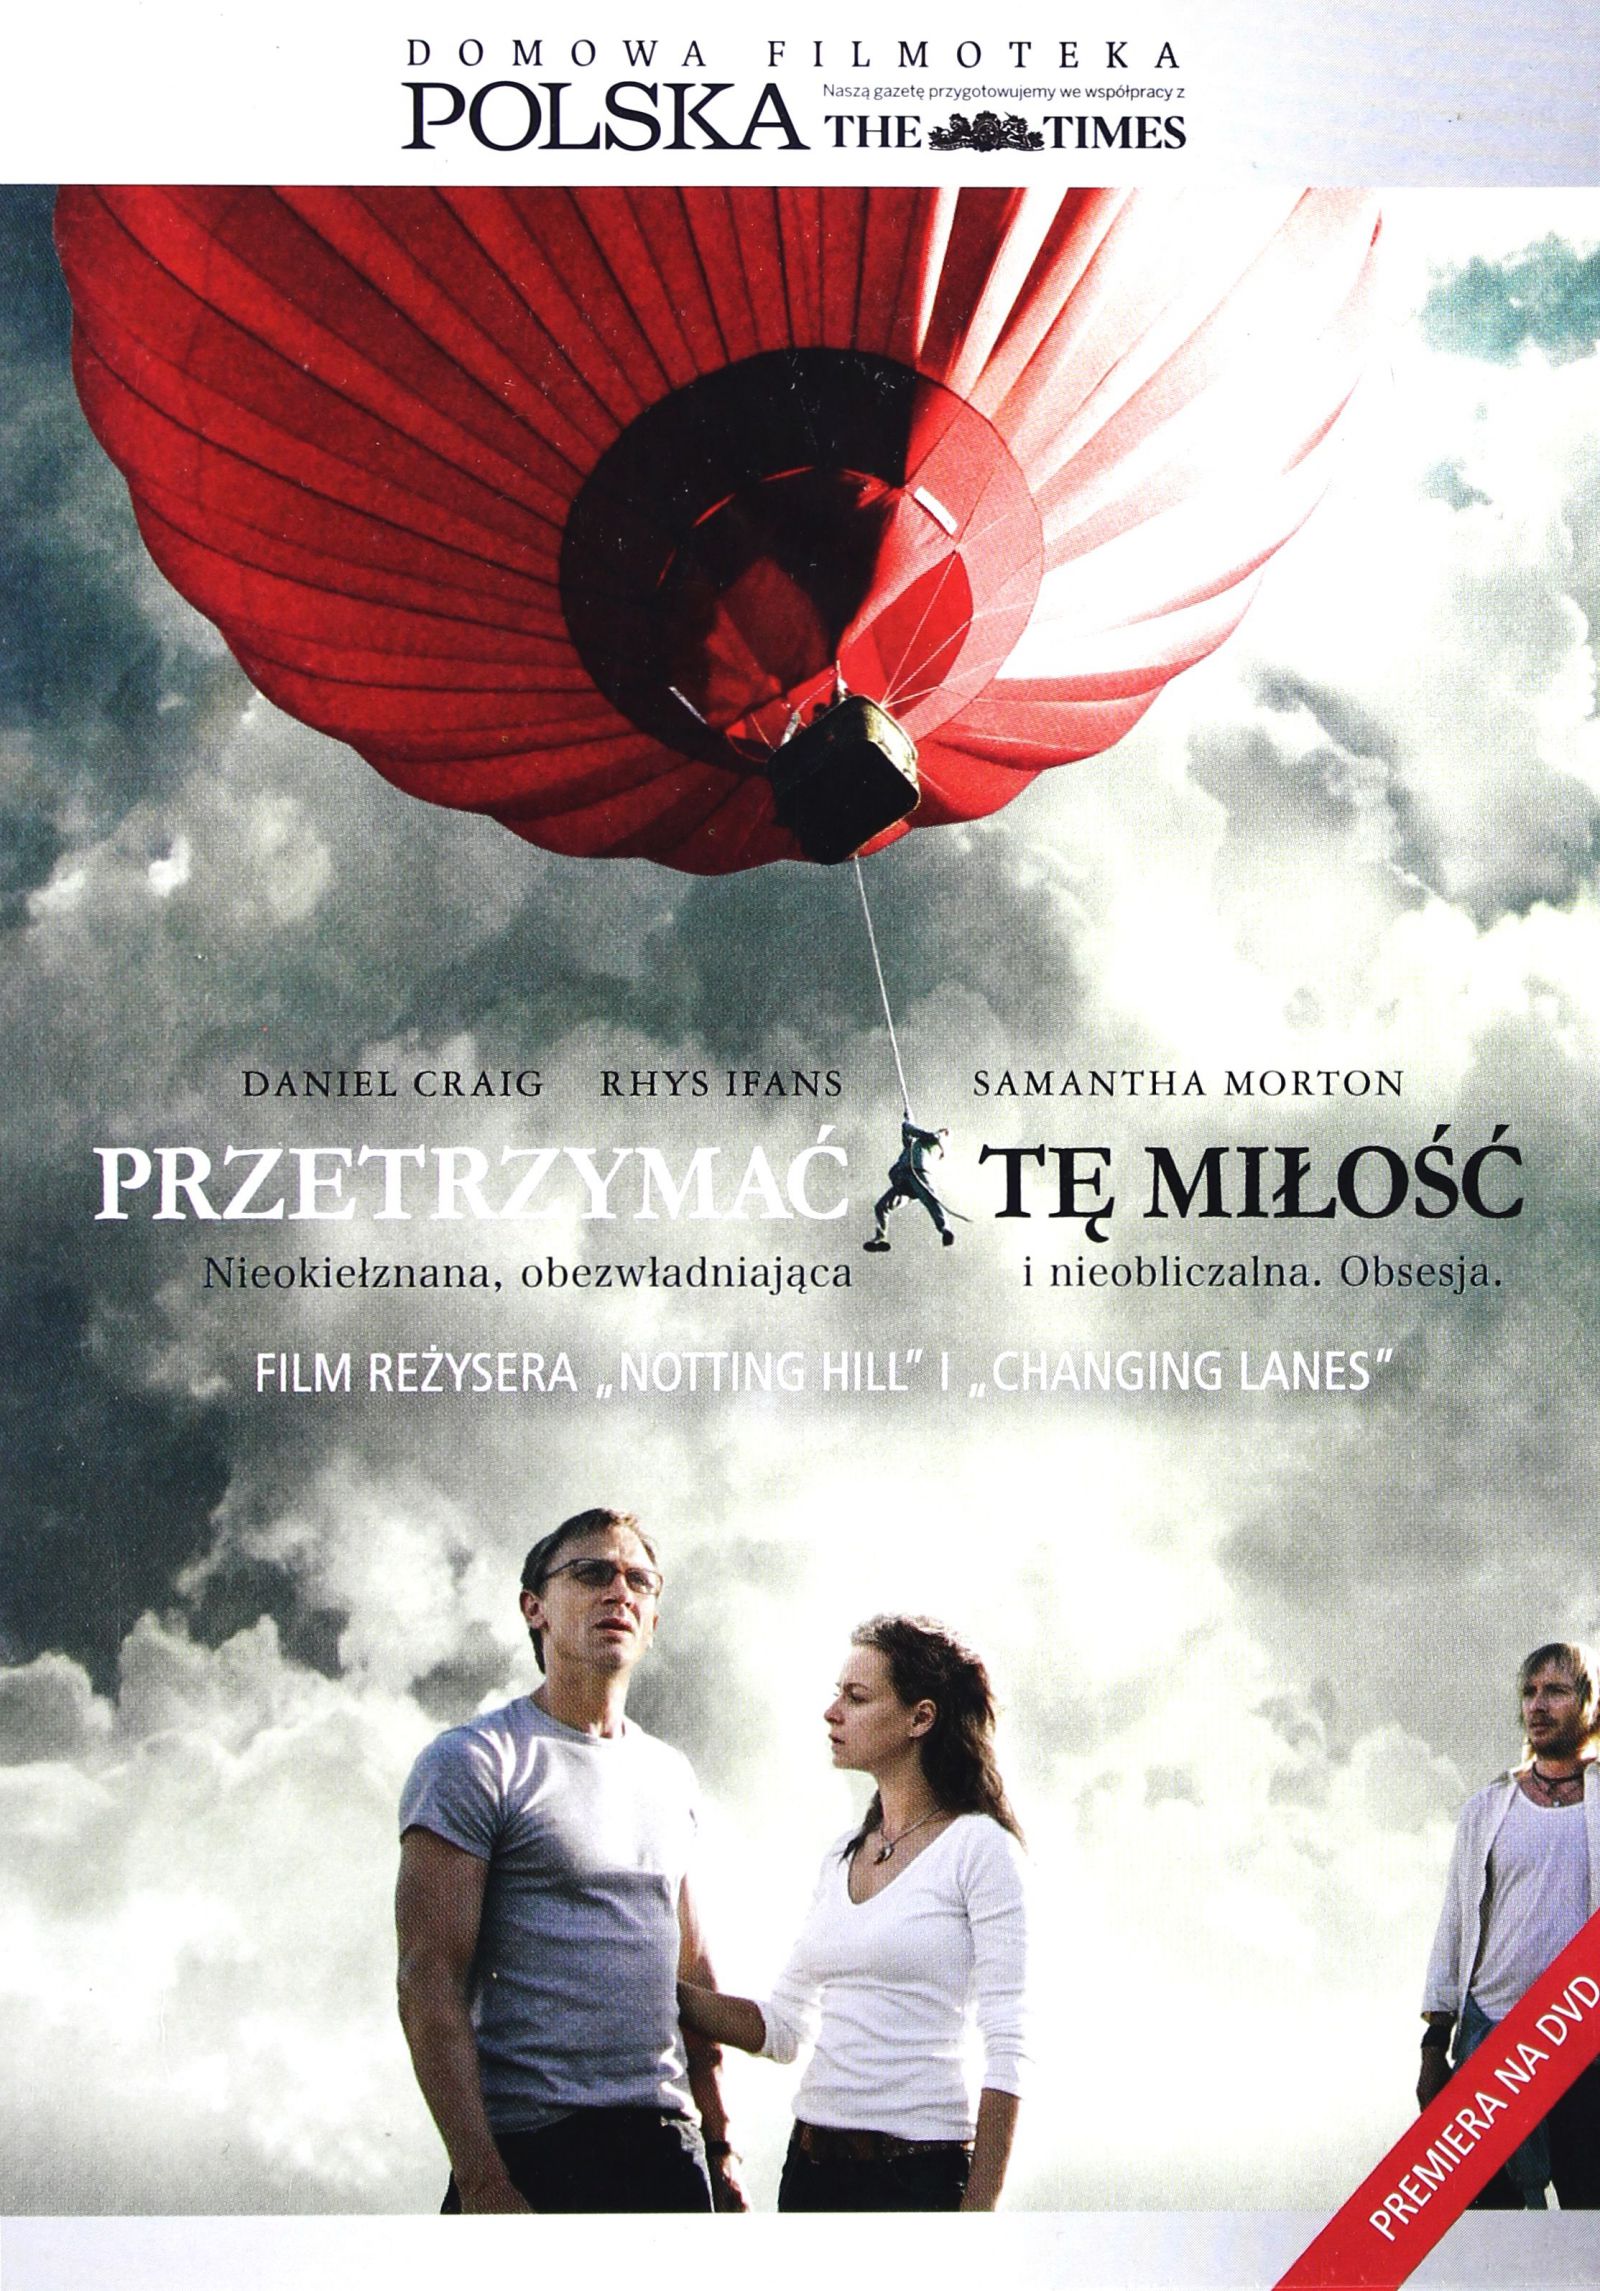 DOMOWA FILMOTEKA
POLSKA Naszą gazetę przygotowujemy we współpracy z
THE TIMES
DANIEL CRAIG RHYS IFANS SAMANTHA MORTON
PRZETRZYMAĆ TĘ MIŁOŚĆ
Nieokiełznana, obezwładniająca i nieobliczalna. Obsesja.
FILM REŻYSERA „NOTTING HILL” I „CHANGING LANES”
PREMIERA NA DVD